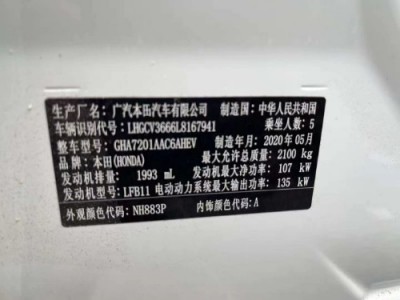 生产厂名: 广汽本田汽车有限公司 制造国: 中华人民共和国
车辆识别代号: LHGCV3666L8167941 乘坐人数: 5
整车型号: GHA7201AAC6AHEV 制造年月: 2020年05月
品牌: 本田(HONDA) 最大允许总质量: 2100 kg
发动机排量: 1993 mL 发动机最大净功率: 107 kW
发动机型号: LFB11 电动动力系统最大输出功率: 135 kW
外观颜色代码: NH883P 内饰颜色代码: A